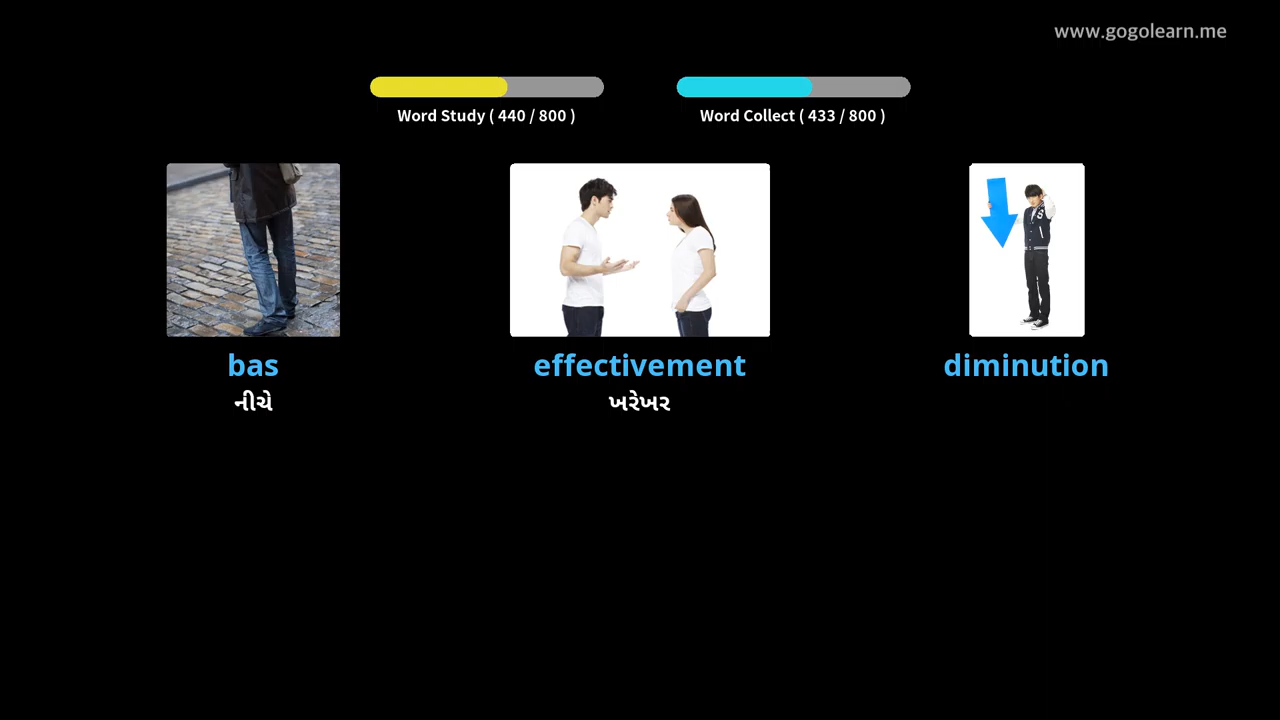 www.gogolearn.me
Word Study ( 440 / 800 )
Word Collect ( 433 / 800 )
bas
નીચે
effectivement
ખરેખર
diminution